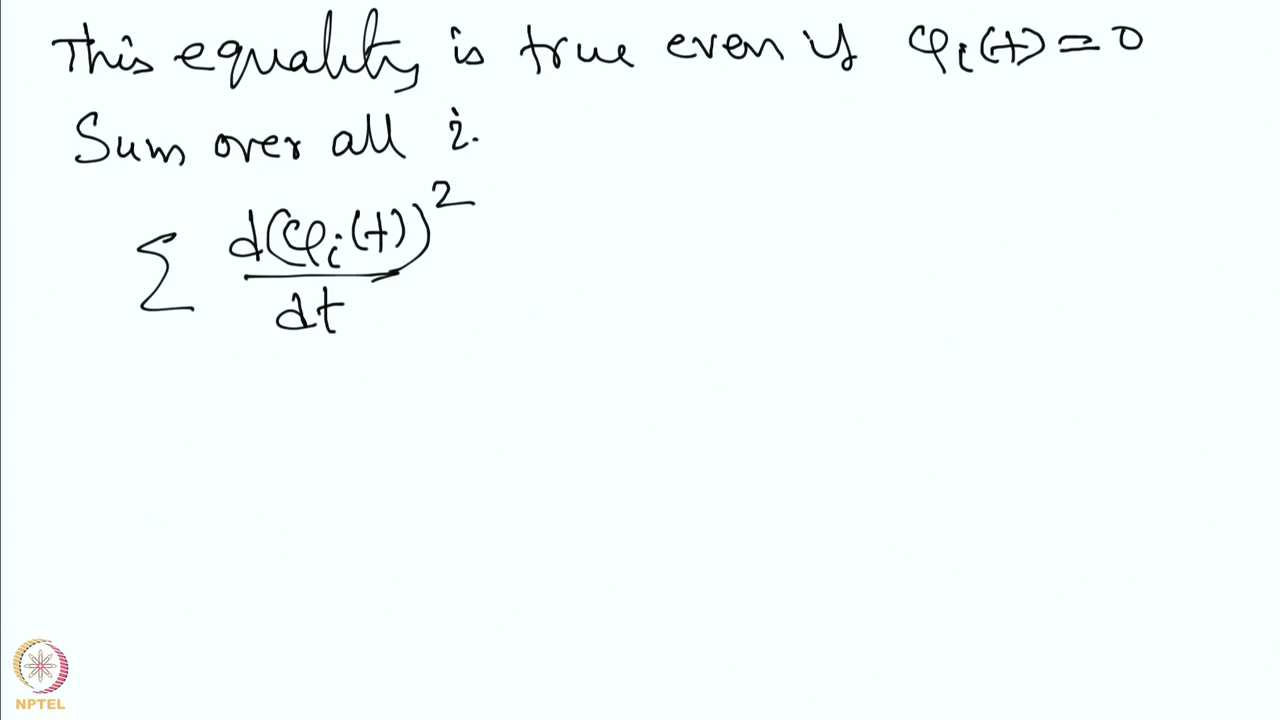 This equality is true even if φᵢ(t) = 0
Sum over all i.
Σ d(φᵢ(t))² / dt
NPTEL